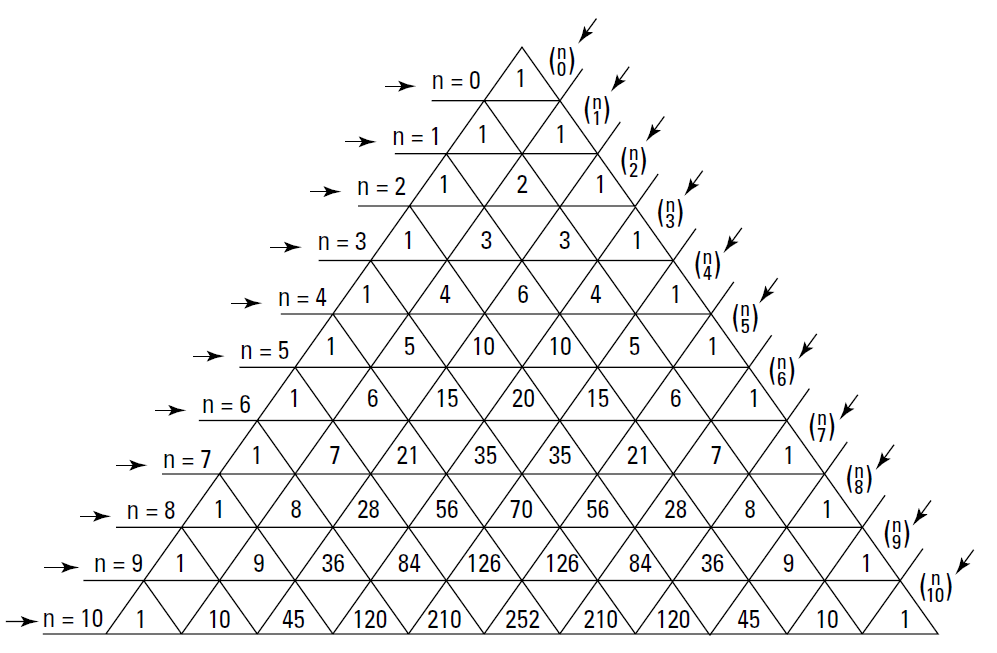 n = 0 1 (n 0)
n = 1 1 1 (n 1)
n = 2 1 2 1 (n 2)
n = 3 1 3 3 1 (n 3)
n = 4 1 4 6 4 1 (n 4)
n = 5 1 5 10 10 5 1 (n 5)
n = 6 1 6 15 20 15 6 1 (n 6)
n = 7 1 7 21 35 35 21 7 1 (n 7)
n = 8 1 8 28 56 70 56 28 8 1 (n 8)
n = 9 1 9 36 84 126 126 84 36 9 1 (n 9)
n = 10 1 10 45 120 210 252 210 120 45 10 1 (n 10)